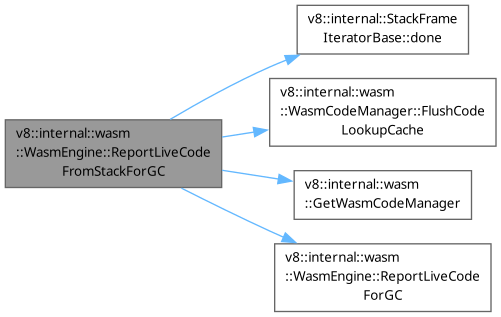 v8::internal::wasm
::WasmEngine::ReportLiveCode
FromStackForGC
v8::internal::StackFrame
IteratorBase::done
v8::internal::wasm
::WasmCodeManager::FlushCode
LookupCache
v8::internal::wasm
::GetWasmCodeManager
v8::internal::wasm
::WasmEngine::ReportLiveCode
ForGC